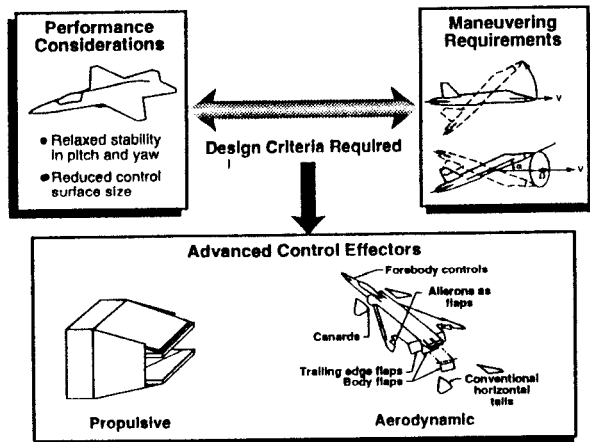 Performance
Considerations
• Relaxed stability
in pitch and yaw
• Reduced control
surface size
Maneuvering
Requirements
V
α
Ω
V
Design Criteria Required
Advanced Control Effectors
Forebody controls
Ailerons as
flaps
Canards
Trailing edge flaps
Body flaps
Conventional
horizontal
tails
Propulsive
Aerodynamic